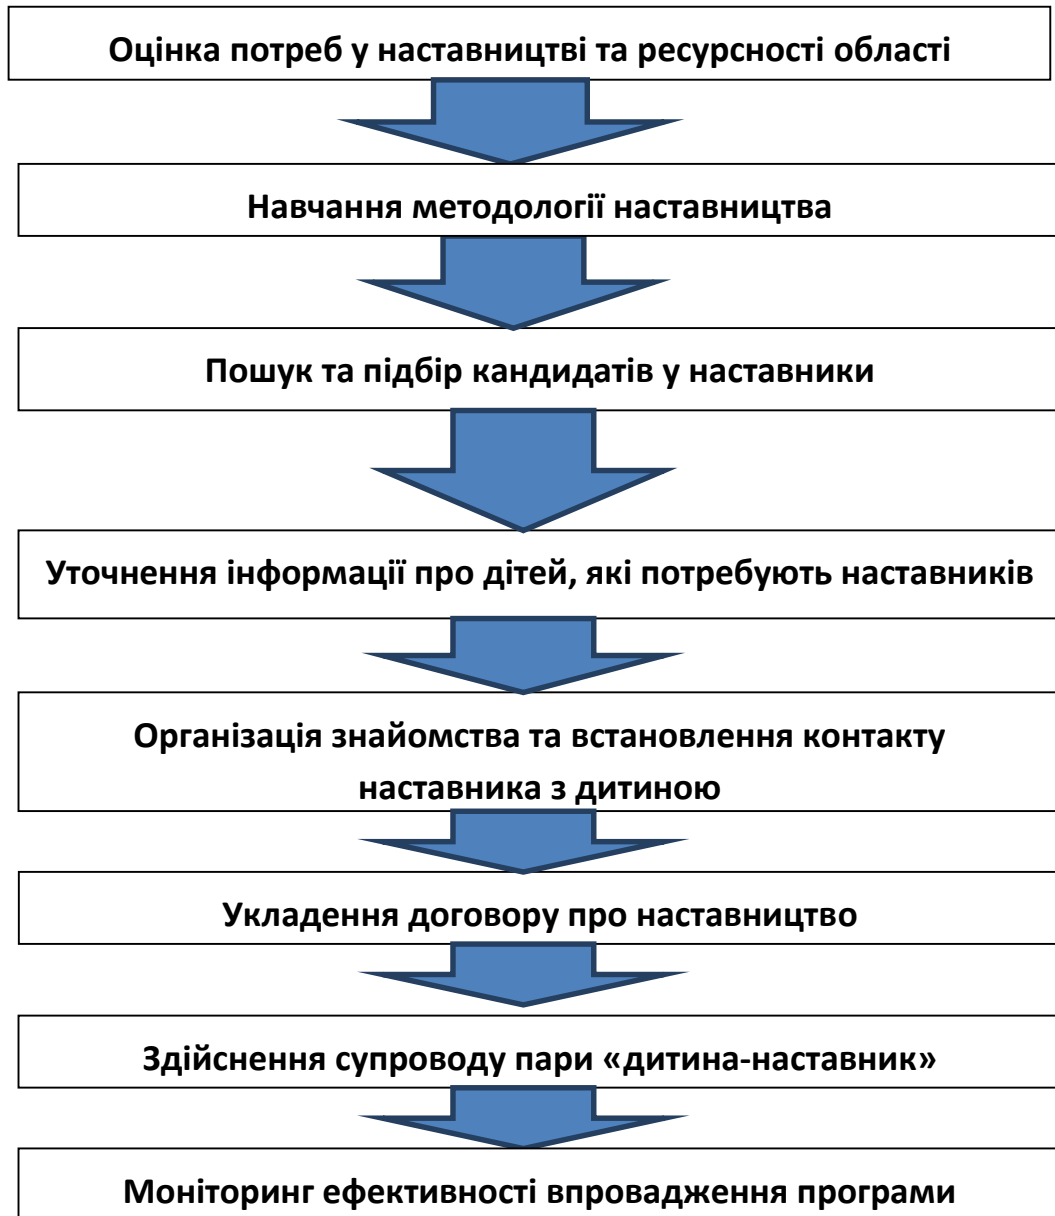 Оцінка потреб у наставництві та ресурсності області
Навчання методології наставництва
Пошук та підбір кандидатів у наставники
Уточнення інформації про дітей, які потребують наставників
Організація знайомства та встановлення контакту
наставника з дитиною
Укладення договору про наставництво
Здійснення супроводу пари «дитина-наставник»
Моніторинг ефективності впровадження програми